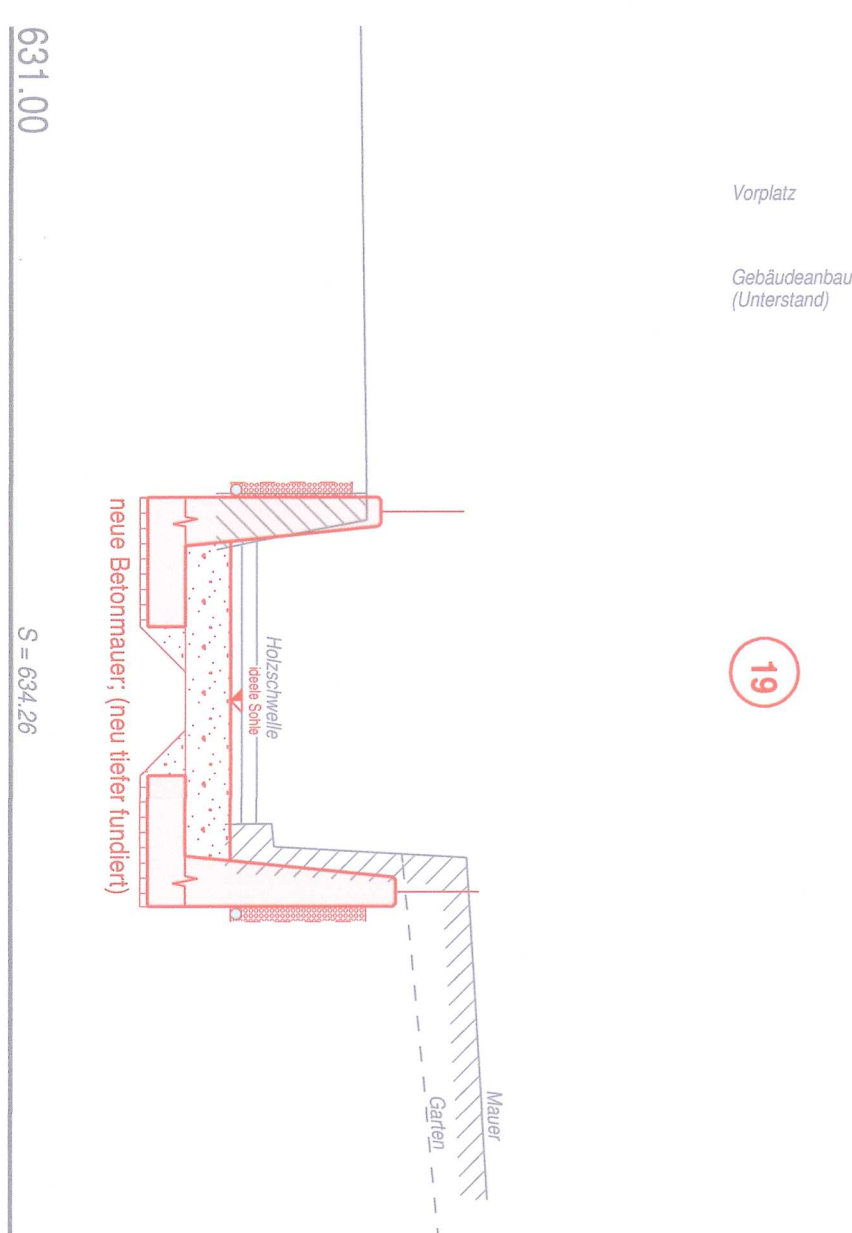 Vorplatz
Gebäudeanbau
(Unterstand)
19
631.00
Holzschwelle
ideele Sohle
Mauer
Garten
neue Betonmauer; (neu tiefer fundiert)
S = 634.26